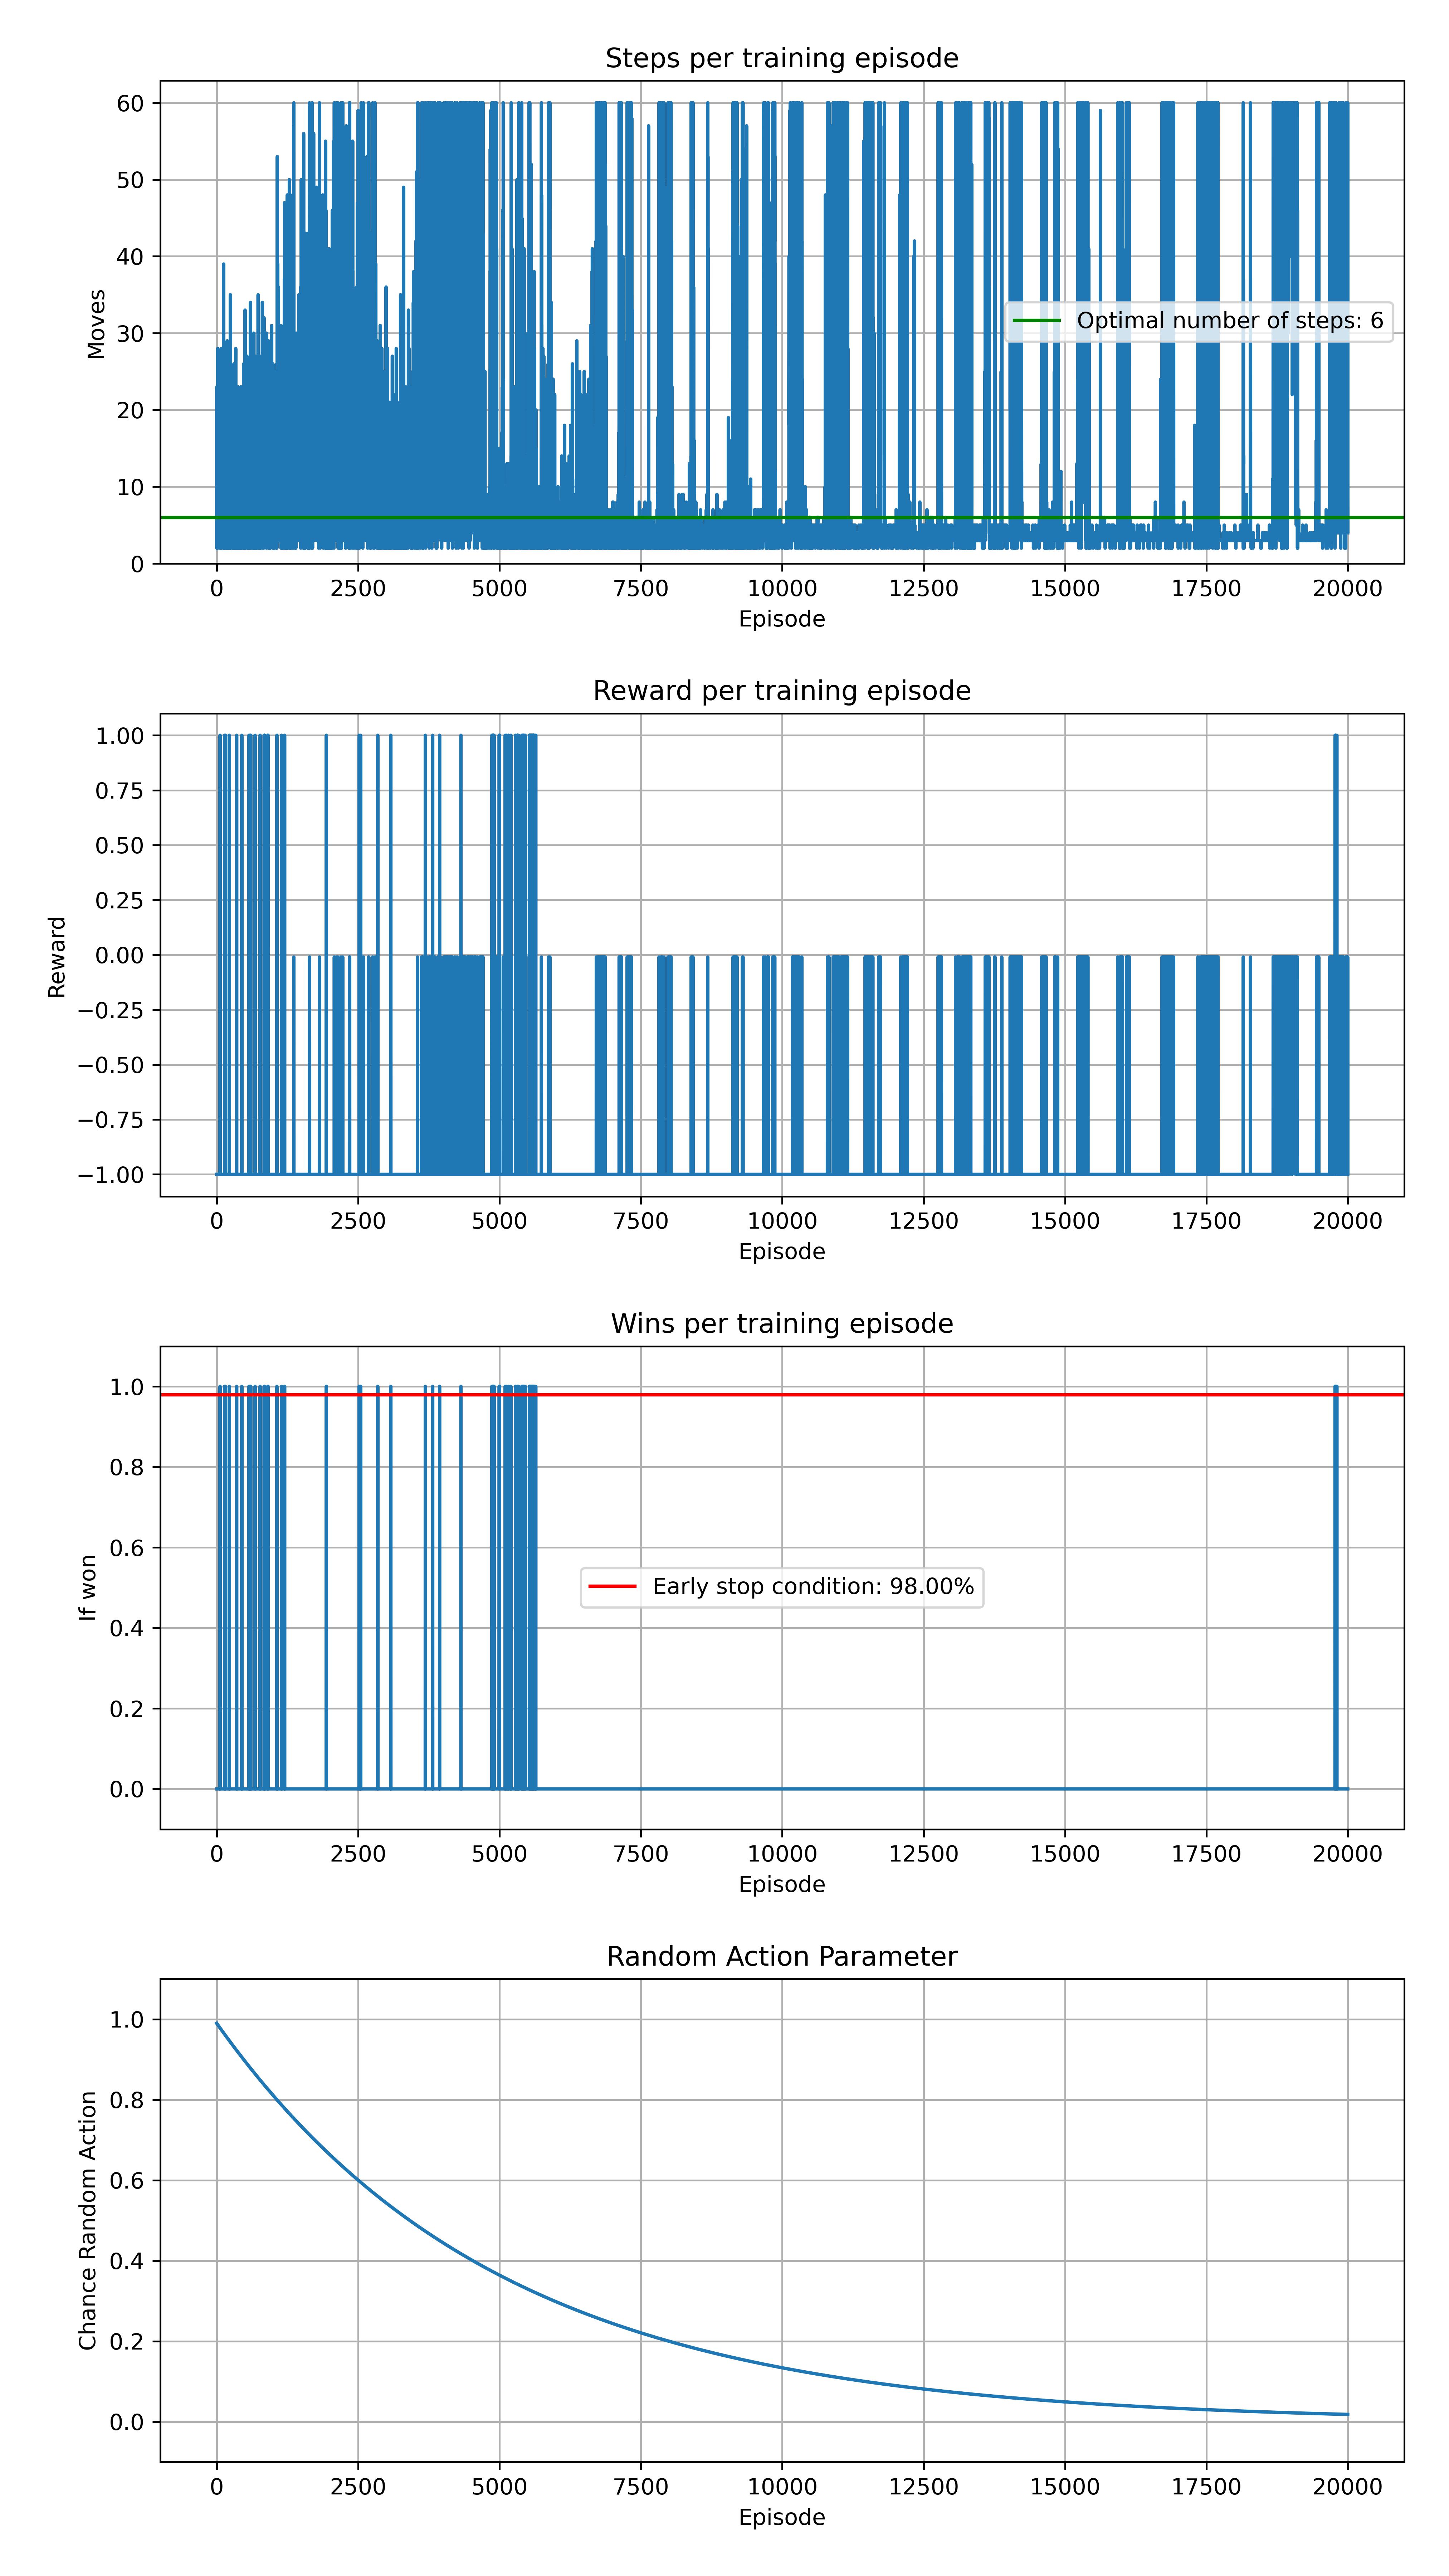 Steps per training episode
60
50
40
30
20
10
0
Moves
Optimal number of steps: 6
0 2500 5000 7500 10000 12500 15000 17500 20000
Episode
Reward per training episode
1.00
0.75
0.50
0.25
0.00
−0.25
−0.50
−0.75
−1.00
Reward
0 2500 5000 7500 10000 12500 15000 17500 20000
Episode
Wins per training episode
1.0
0.8
0.6
0.4
0.2
0.0
If won
Early stop condition: 98.00%
0 2500 5000 7500 10000 12500 15000 17500 20000
Episode
Random Action Parameter
1.0
0.8
0.6
0.4
0.2
0.0
Chance Random Action
0 2500 5000 7500 10000 12500 15000 17500 20000
Episode